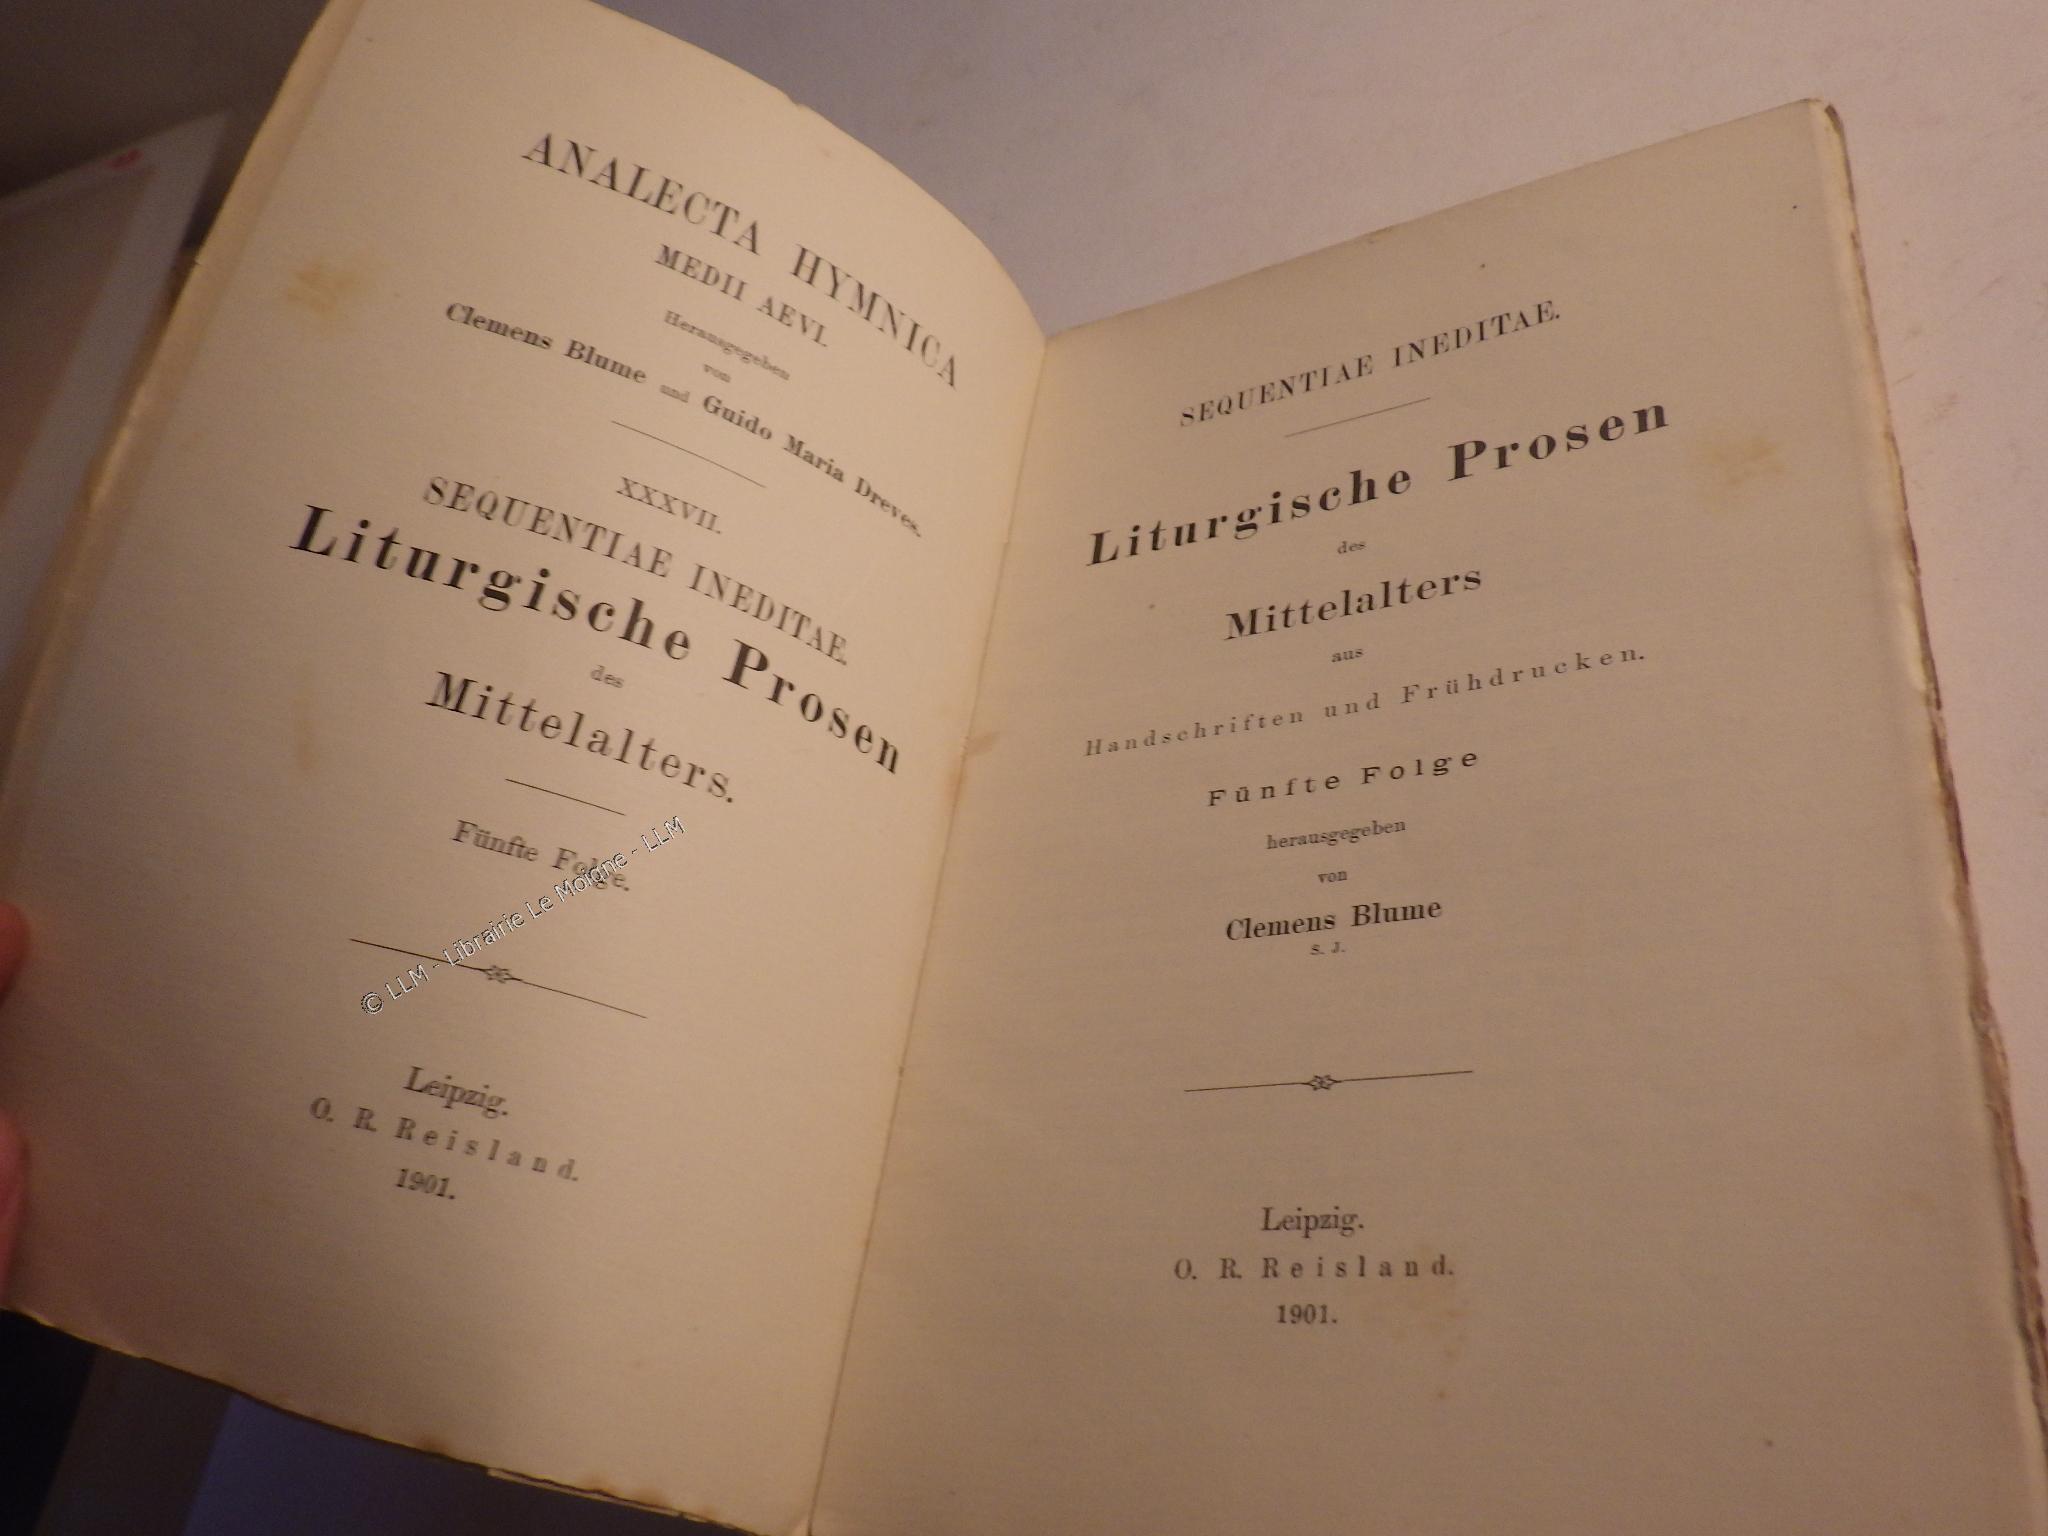 ANALECTA HYMNICA
MEDII AEVI.
Herausgegeben
von
Clemens Blume und Guido Maria Dreves.
XXXVII.
SEQUENTIAE INEDITAE.
Liturgische Prosen
des
Mittelalters.
Fünfte Folge.
© LLM - Librairie Le Moigne - LLM
Leipzig.
O. R. Reisland.
1901.
SEQUENTIAE INEDITAE.
Liturgische Prosen
des
Mittelalters
aus
Handschriften und Frühdrucken.
Fünfte Folge
herausgegeben
von
Clemens Blume
S. J.
Leipzig.
O. R. Reisland.
1901.